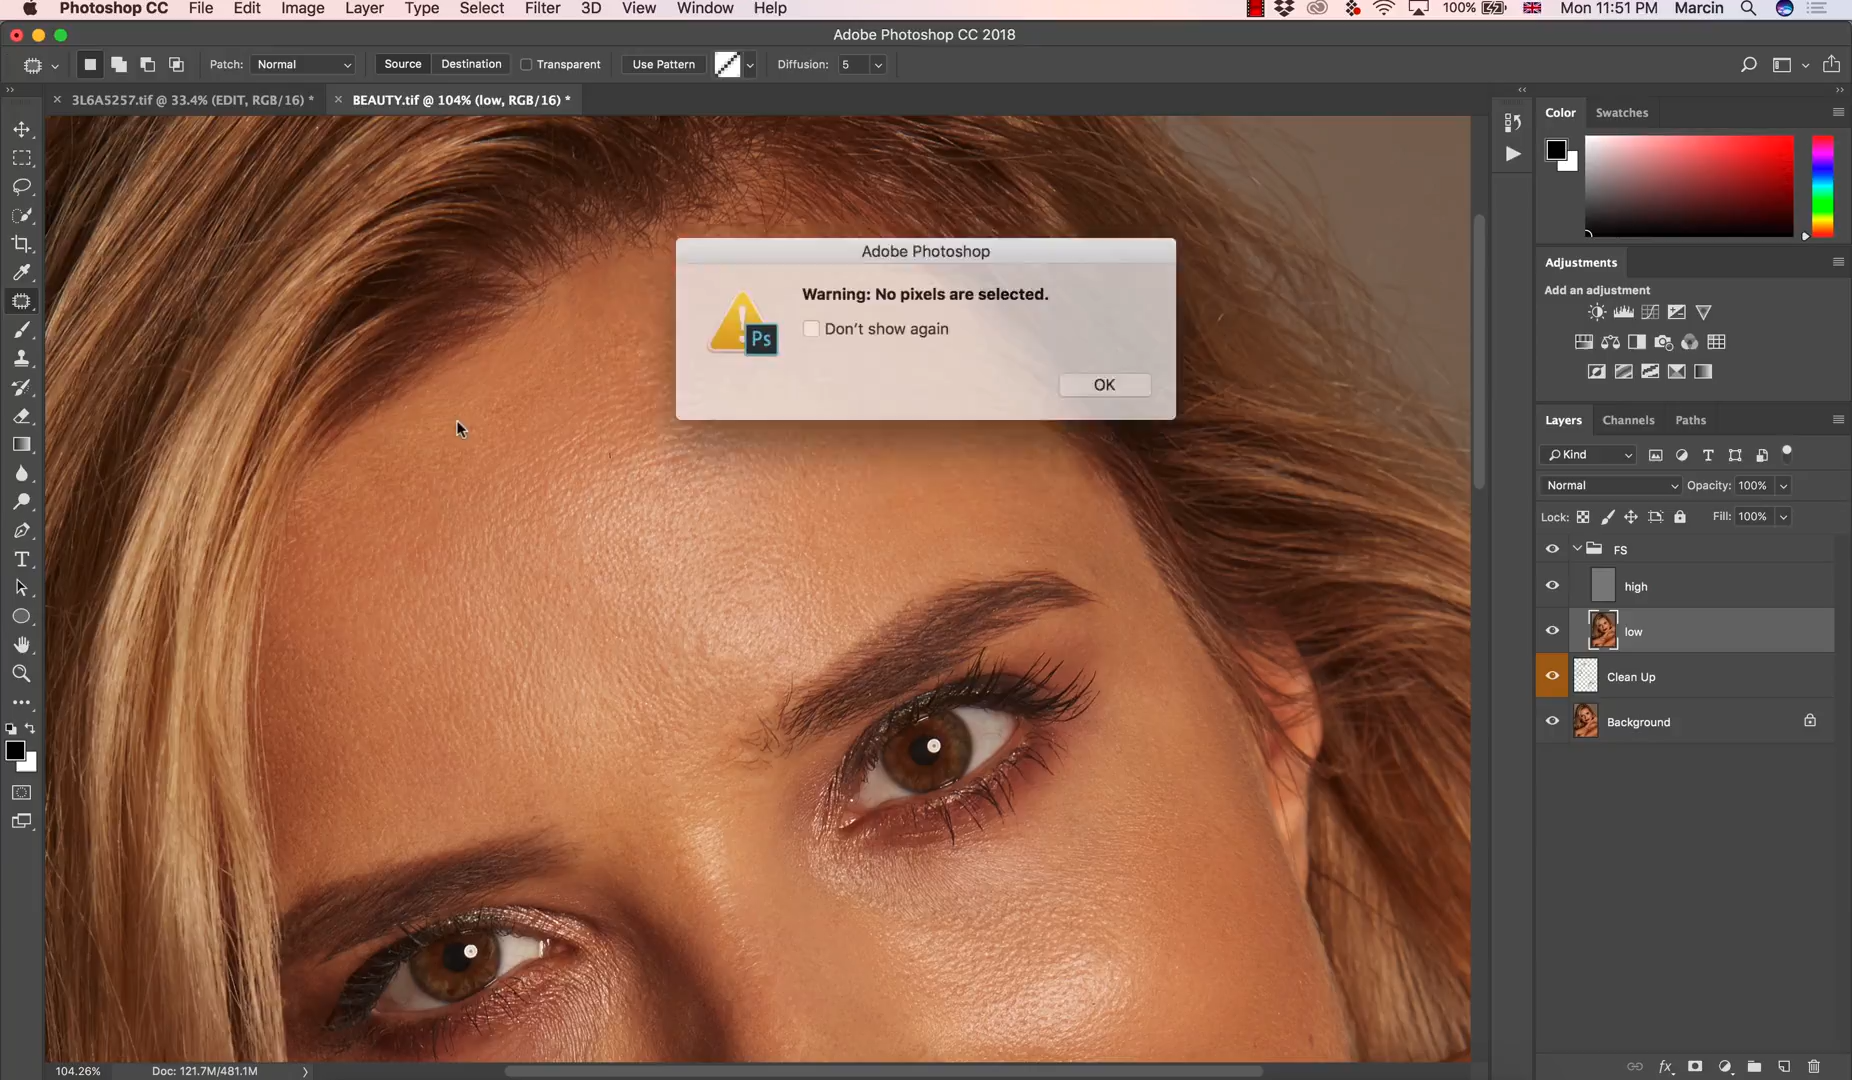 Photoshop CC File Edit Image Layer Type Select Filter 3D View Window Help 100% Mon 11:51 PM Marcin
Adobe Photoshop CC 2018
Patch: Normal Source Destination Transparent Use Pattern Diffusion: 5
3L6A5257.tif @ 33.4% (EDIT, RGB/16) * BEAUTY.tif @ 104% (low, RGB/16) *
Color Swatches
Adobe Photoshop
Warning: No pixels are selected.
Don't show again
OK
Ps
Adjustments
Add an adjustment
Layers Channels Paths
Kind
Normal Opacity: 100%
Lock: Fill: 100%
FS
high
low
Clean Up
Background
104.26% Doc: 121.7M/481.1M